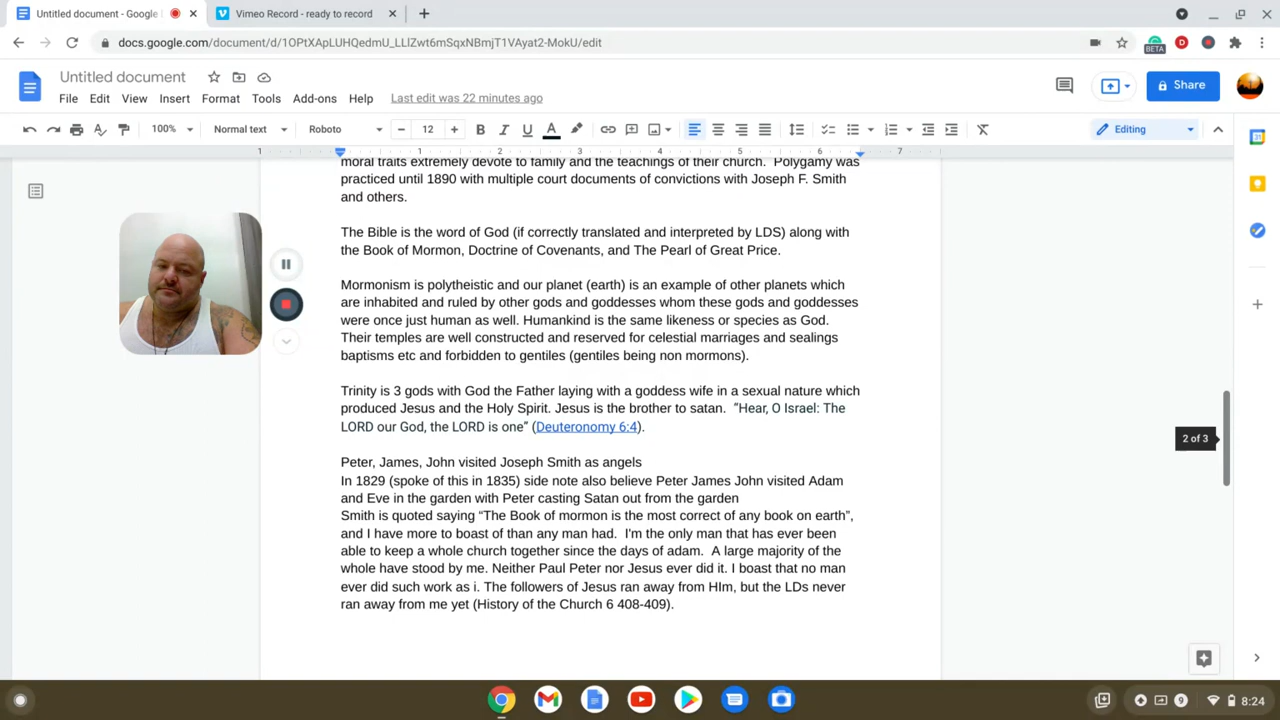 Untitled document - Google
Vimeo Record - ready to record
docs.google.com/document/d/1OPtXApLUHQedmU_LLlZwt6mSqxNBmjT1VAyat2-MokU/edit
BETA
Untitled document
File Edit View Insert Format Tools Add-ons Help Last edit was 22 minutes ago
Share
100% Normal text Roboto 12 Editing
1 1 2 3 4 5 6 7
moral traits extremely devote to family and the teachings of their church. Polygamy was
practiced until 1890 with multiple court documents of convictions with Joseph F. Smith
and others.
The Bible is the word of God (if correctly translated and interpreted by LDS) along with
the Book of Mormon, Doctrine of Covenants, and The Pearl of Great Price.
Mormonism is polytheistic and our planet (earth) is an example of other planets which
are inhabited and ruled by other gods and goddesses whom these gods and goddesses
were once just human as well. Humankind is the same likeness or species as God.
Their temples are well constructed and reserved for celestial marriages and sealings
baptisms etc and forbidden to gentiles (gentiles being non mormons).
Trinity is 3 gods with God the Father laying with a goddess wife in a sexual nature which
produced Jesus and the Holy Spirit. Jesus is the brother to satan. “Hear, O Israel: The
LORD our God, the LORD is one” (Deuteronomy 6:4).
2 of 3
Peter, James, John visited Joseph Smith as angels
In 1829 (spoke of this in 1835) side note also believe Peter James John visited Adam
and Eve in the garden with Peter casting Satan out from the garden
Smith is quoted saying “The Book of mormon is the most correct of any book on earth”,
and I have more to boast of than any man had. I'm the only man that has ever been
able to keep a whole church together since the days of adam. A large majority of the
whole have stood by me. Neither Paul Peter nor Jesus ever did it. I boast that no man
ever did such work as i. The followers of Jesus ran away from HIm, but the LDs never
ran away from me yet (History of the Church 6 408-409).
9 8:24